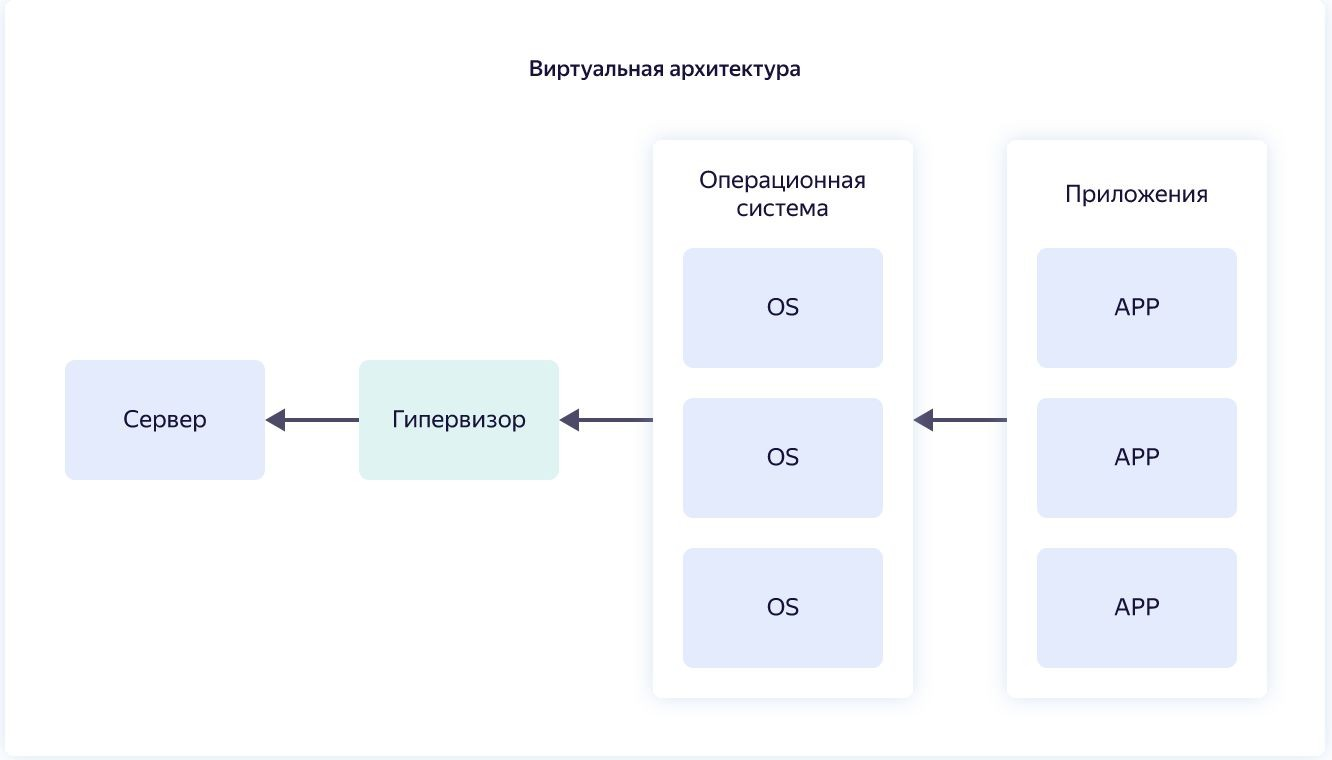 Виртуальная архитектура
Сервер
Гипервизор
Операционная
система
OS
OS
OS
Приложения
APP
APP
APP